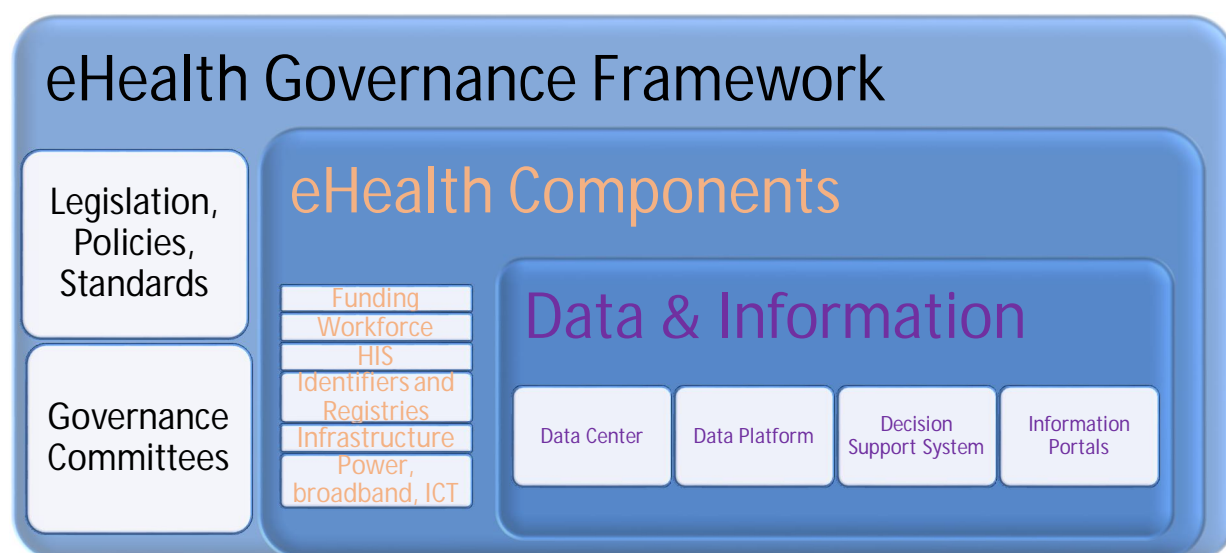 eHealth Governance Framework
Legislation,
Policies,
Standards
Governance
Committees
eHealth Components
Funding
Workforce
HIS
Identifiers and
Registries
Infrastructure
Power,
broadband, ICT
Data & Information
Data Center
Data Platform
Decision
Support System
Information
Portals